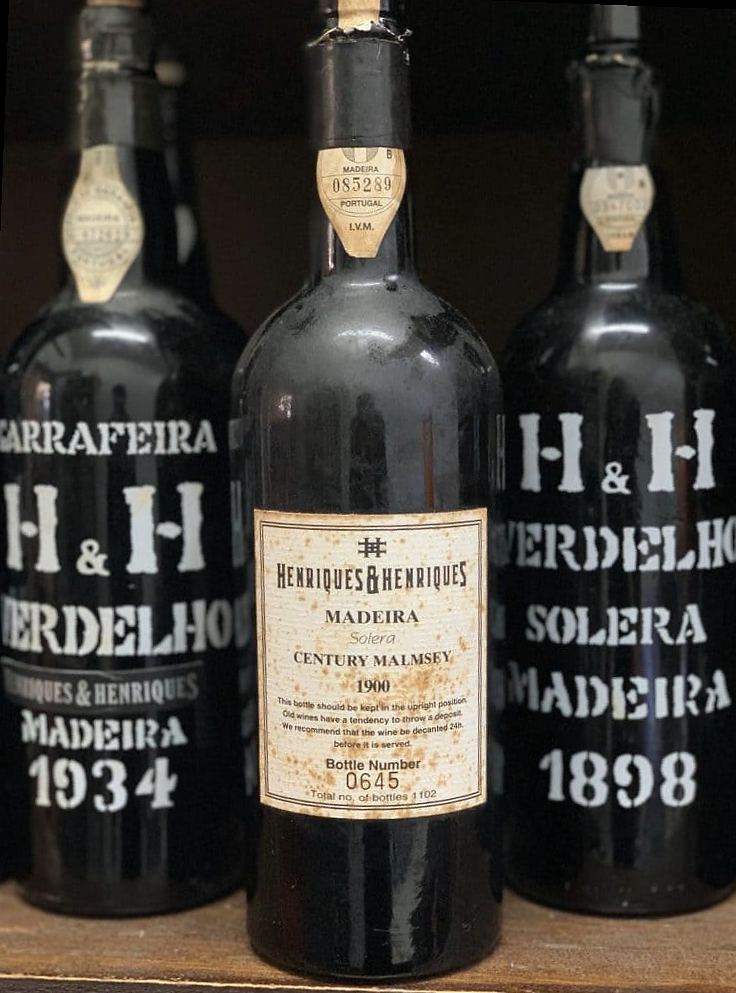 GARRAFEIRA
H & H
VERDELHO
HENRIQUES & HENRIQUES
MADEIRA
1934
B
MADEIRA
085289
PORTUGAL
I.V.M.
HENRIQUES & HENRIQUES
MADEIRA
Solera
CENTURY MALMSEY
1900
This bottle should be kept in the upright position.
Old wines have a tendency to throw a deposit.
We recommend that the wine be decanted 24h.
before it is served.
Bottle Number
0645
Total no. of bottles 1102
H & H
VERDELHO
SOLERA
MADEIRA
1898